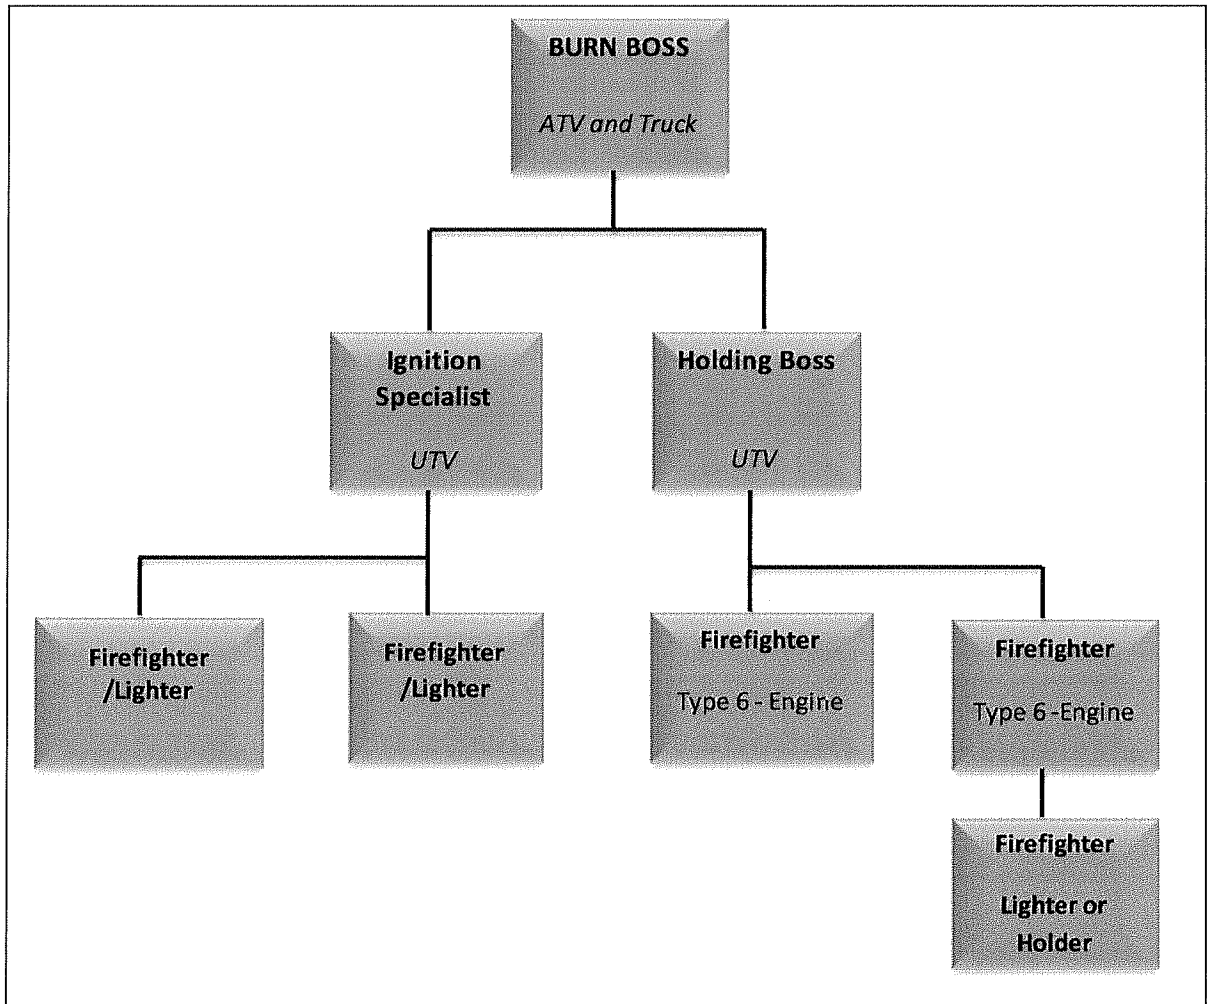 BURN BOSS
ATV and Truck
Ignition
Specialist
UTV
Holding Boss
UTV
Firefighter
/Lighter
Firefighter
/Lighter
Firefighter
Type 6 - Engine
Firefighter
Type 6 -Engine
Firefighter
Lighter or
Holder